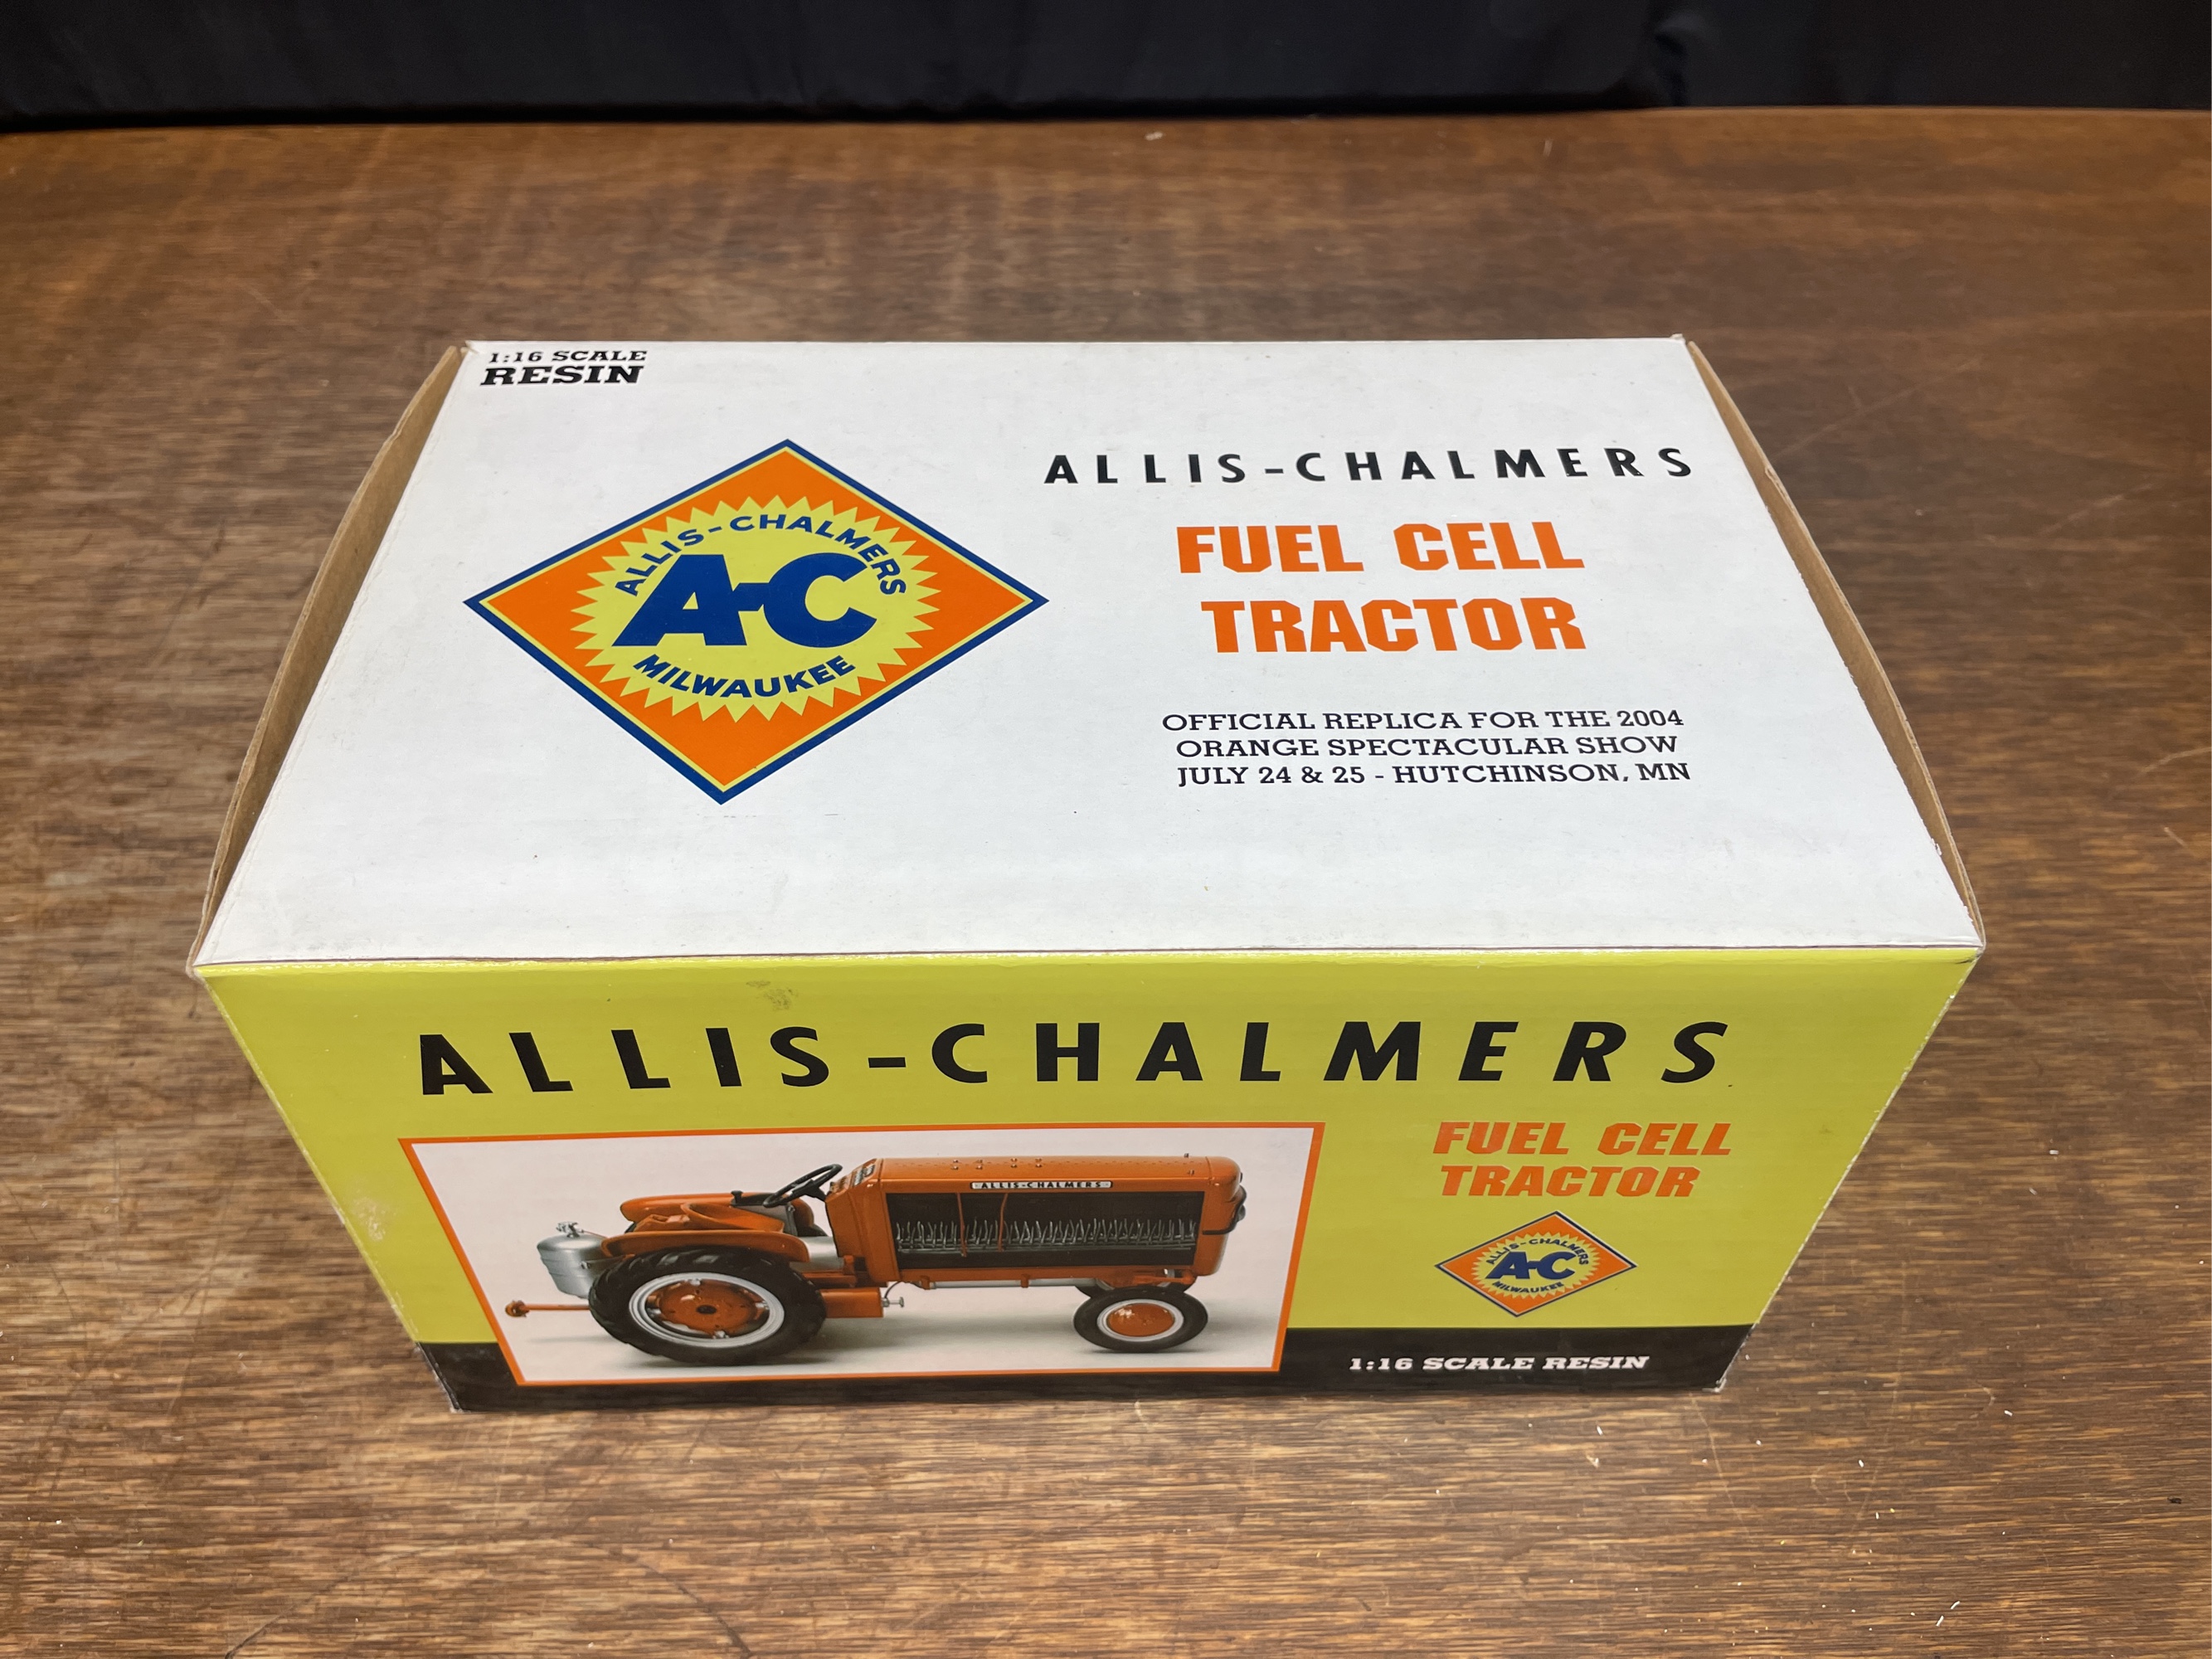 1:16 SCALE
RESIN
ALLIS-CHALMERS
A-C
MILWAUKEE
ALLIS-CHALMERS
FUEL CELL
TRACTOR
OFFICIAL REPLICA FOR THE 2004
ORANGE SPECTACULAR SHOW
JULY 24 & 25 - HUTCHINSON, MN
ALLIS-CHALMERS
ALLIS-CHALMERS
FUEL CELL
TRACTOR
ALLIS-CHALMERS
A-C
MILWAUKEE
1:16 SCALE RESIN